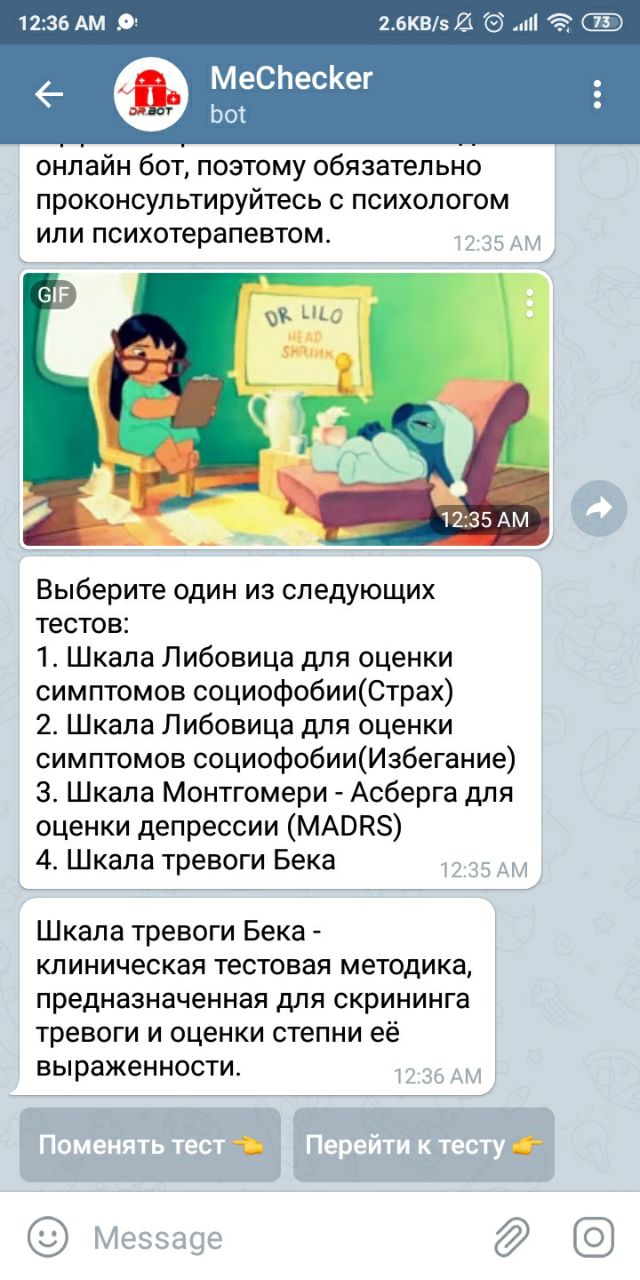 12:36 AM
2.6KB/s
73
MeChecker
DR.BOT
bot
онлайн бот, поэтому обязательно
проконсультируйтесь с психологом
или психотерапевтом.
12:35 AM
GIF
DR LILO
HEAD
SHRINK
12:35 AM
Выберите один из следующих
тестов:
1. Шкала Либовица для оценки
симптомов социофобии(Страх)
2. Шкала Либовица для оценки
симптомов социофобии(Избегание)
3. Шкала Монтгомери - Асберга для
оценки депрессии (MADRS)
4. Шкала тревоги Бека
12:35 AM
Шкала тревоги Бека -
клиническая тестовая методика,
предназначенная для скрининга
тревоги и оценки степни её
выраженности.
12:36 AM
Поменять тест 👈
Перейти к тесту 👉
Message